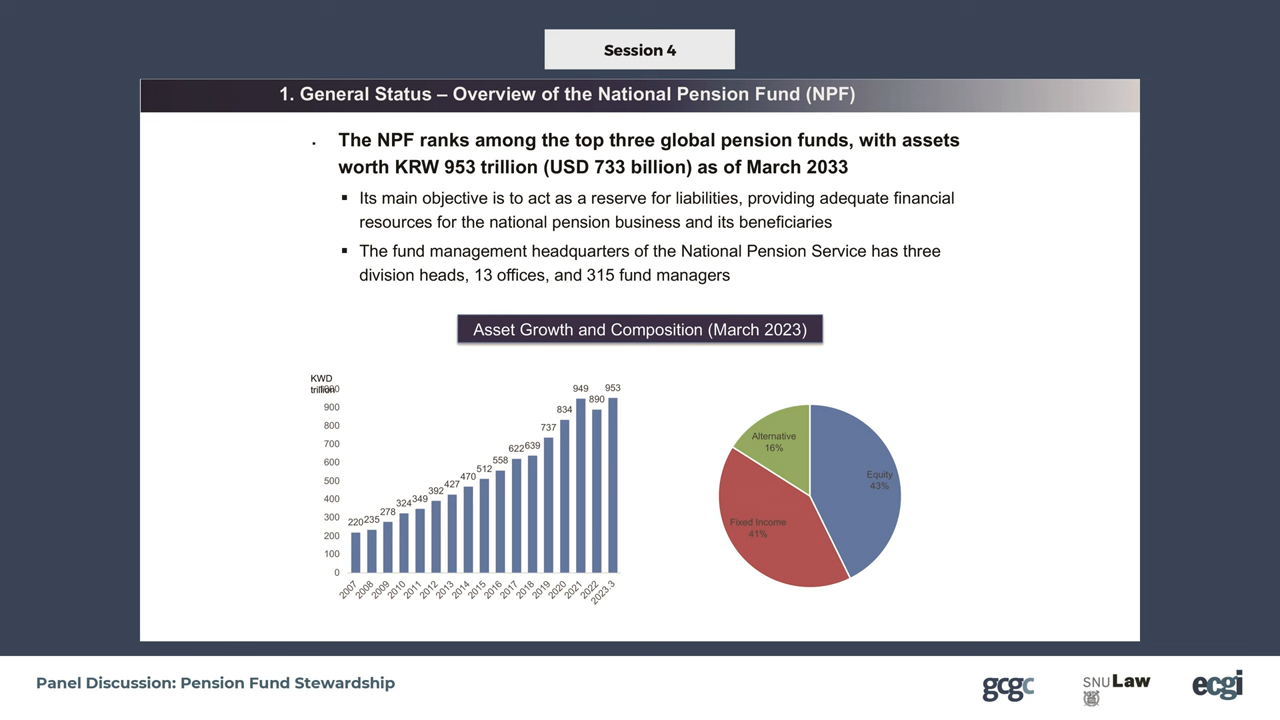 Session 4
1. General Status – Overview of the National Pension Fund (NPF)
The NPF ranks among the top three global pension funds, with assets
worth KRW 953 trillion (USD 733 billion) as of March 2033
Its main objective is to act as a reserve for liabilities, providing adequate financial
resources for the national pension business and its beneficiaries
The fund management headquarters of the National Pension Service has three
division heads, 13 offices, and 315 fund managers
Asset Growth and Composition (March 2023)
KWD
trillion
1000
900
800
700
600
500
400
300
200
100
0
220 235 278 324 349 392 427 470 512 558 622 639 737 834 949 890 953
2007 2008 2009 2010 2011 2012 2013 2014 2015 2016 2017 2018 2019 2020 2021 2022 2023.3
Alternative
16%
Equity
43%
Fixed Income
41%
Panel Discussion: Pension Fund Stewardship
gcgc
SNU Law
ecgi